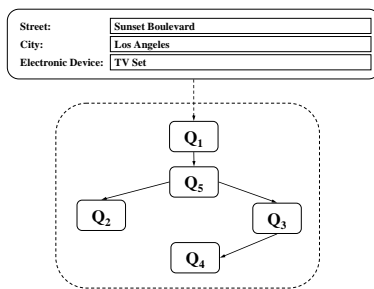 Street: Sunset Boulevard
City: Los Angeles
Electronic Device: TV Set
Q1
Q5
Q2
Q3
Q4